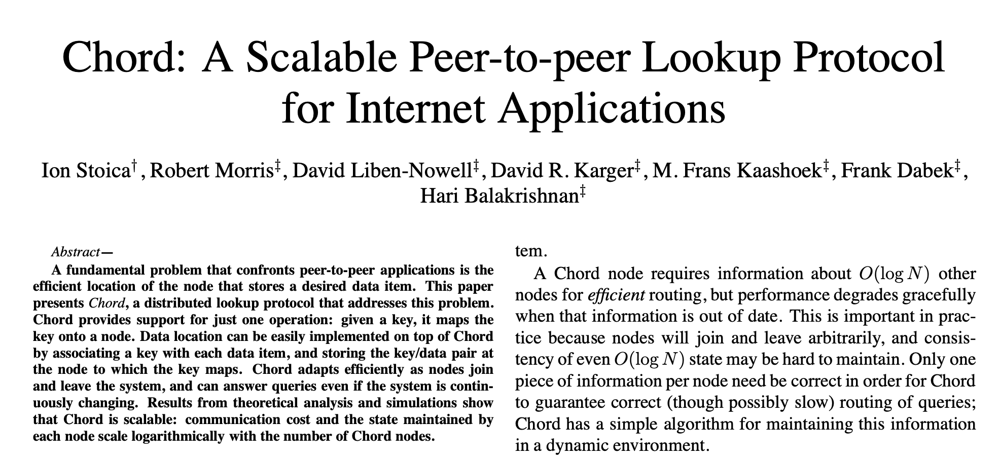 Chord: A Scalable Peer-to-peer Lookup Protocol
for Internet Applications
Ion Stoica†, Robert Morris‡, David Liben-Nowell‡, David R. Karger‡, M. Frans Kaashoek‡, Frank Dabek‡,
Hari Balakrishnan‡
Abstract—
A fundamental problem that confronts peer-to-peer applications is the
efficient location of the node that stores a desired data item. This paper
presents Chord, a distributed lookup protocol that addresses this problem.
Chord provides support for just one operation: given a key, it maps the
key onto a node. Data location can be easily implemented on top of Chord
by associating a key with each data item, and storing the key/data pair at
the node to which the key maps. Chord adapts efficiently as nodes join
and leave the system, and can answer queries even if the system is contin-
uously changing. Results from theoretical analysis and simulations show
that Chord is scalable: communication cost and the state maintained by
each node scale logarithmically with the number of Chord nodes.
tem.
A Chord node requires information about O(log N) other
nodes for efficient routing, but performance degrades gracefully
when that information is out of date. This is important in prac-
tice because nodes will join and leave arbitrarily, and consis-
tency of even O(log N) state may be hard to maintain. Only one
piece of information per node need be correct in order for Chord
to guarantee correct (though possibly slow) routing of queries;
Chord has a simple algorithm for maintaining this information
in a dynamic environment.